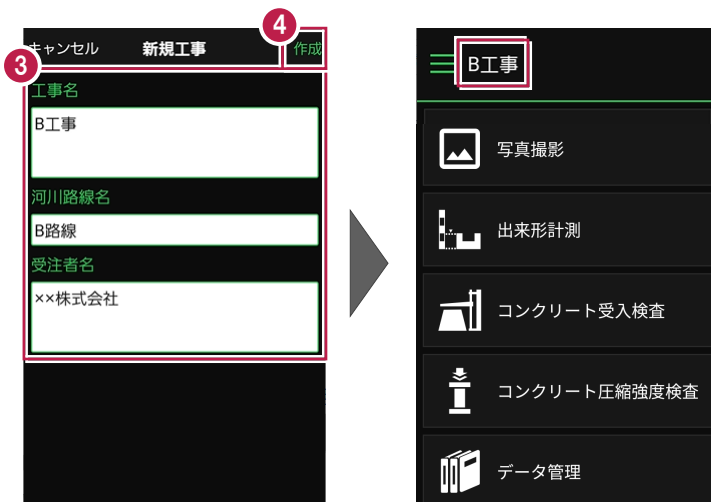 4
キャンセル 新規工事 作成
3
工事名
B工事
河川路線名
B路線
受注者名
××株式会社
B工事
写真撮影
出来形計測
コンクリート受入検査
コンクリート圧縮強度検査
データ管理